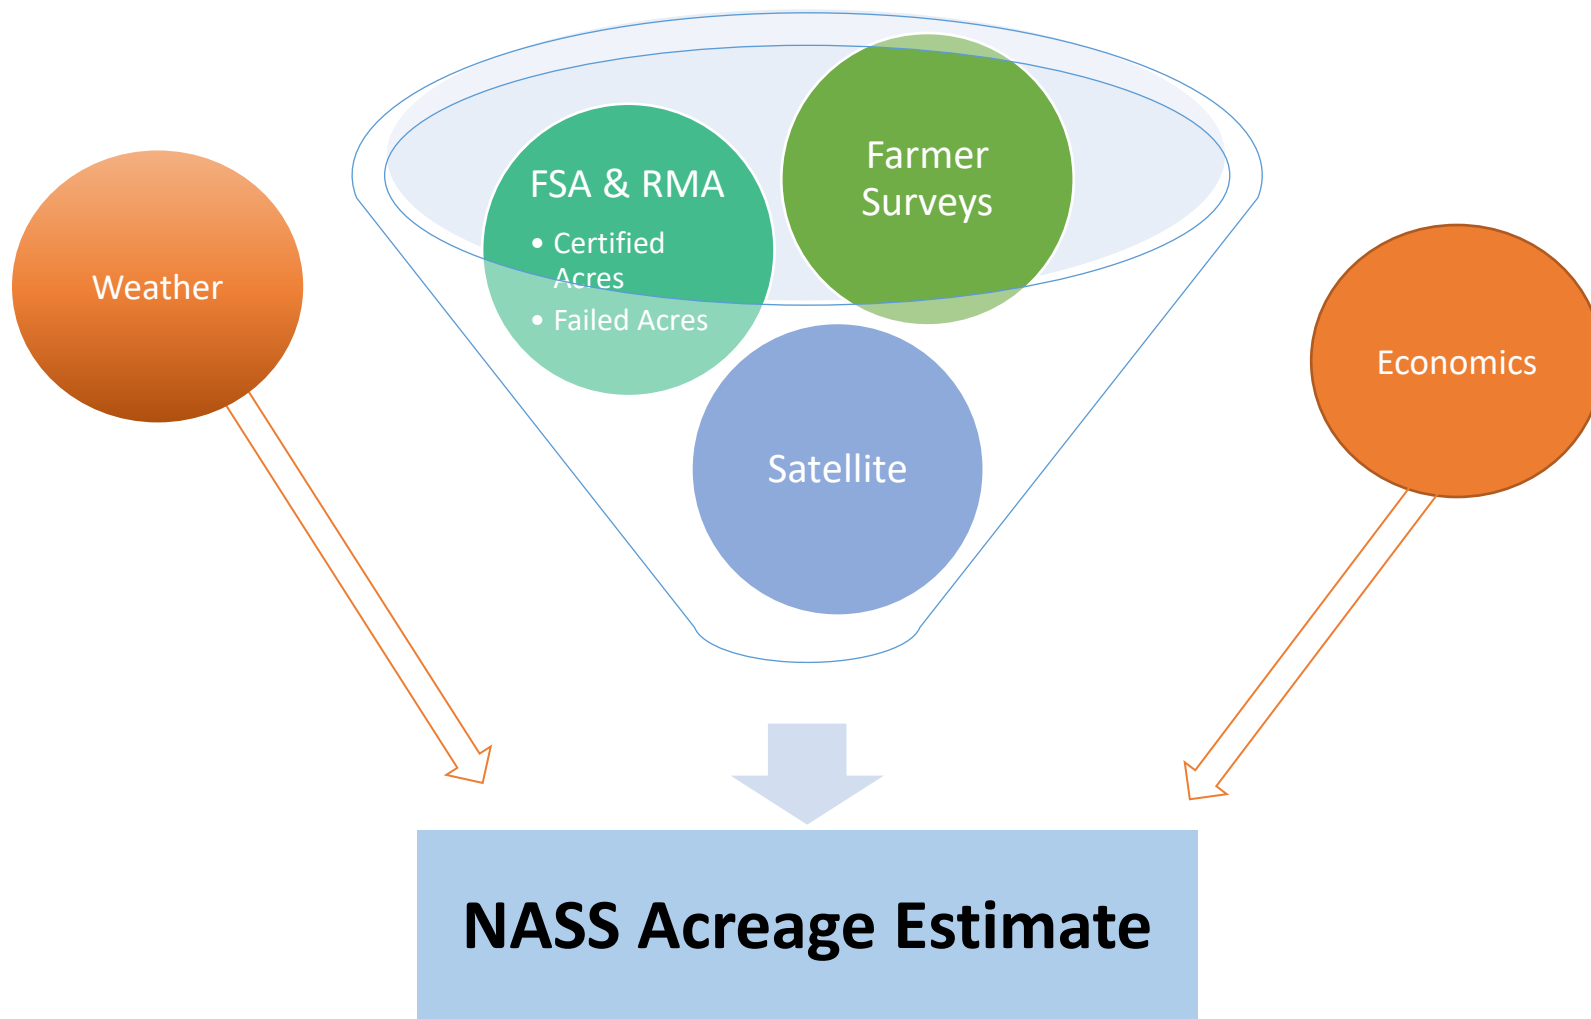 Weather
FSA & RMA
• Certified
Acres
• Failed Acres
Farmer
Surveys
Satellite
Economics
NASS Acreage Estimate